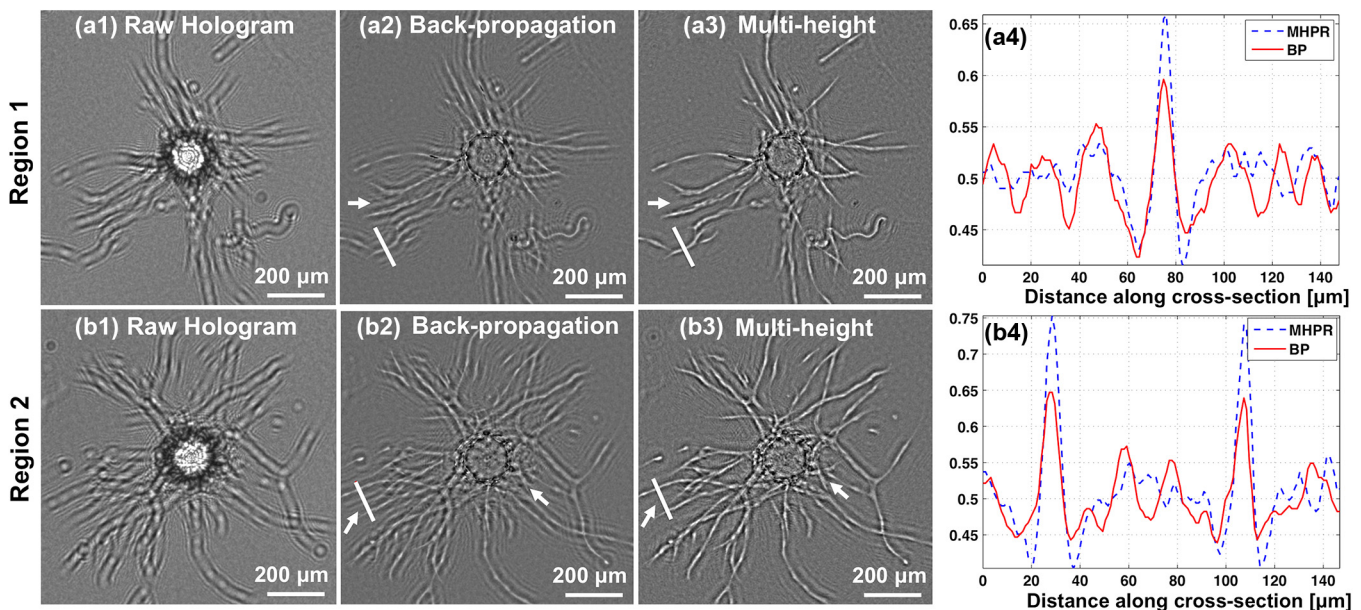 (a1) Raw Hologram
(a2) Back-propagation
(a3) Multi-height
(a4)
Region 1
200 µm
200 µm
200 µm
0.65
0.6
0.55
0.5
0.45
MHPR
BP
0 20 40 60 80 100 120 140
Distance along cross-section [µm]
(b1) Raw Hologram
(b2) Back-propagation
(b3) Multi-height
(b4)
Region 2
200 µm
200 µm
200 µm
0.75
0.7
0.65
0.6
0.55
0.5
0.45
MHPR
BP
0 20 40 60 80 100 120 140
Distance along cross-section [µm]